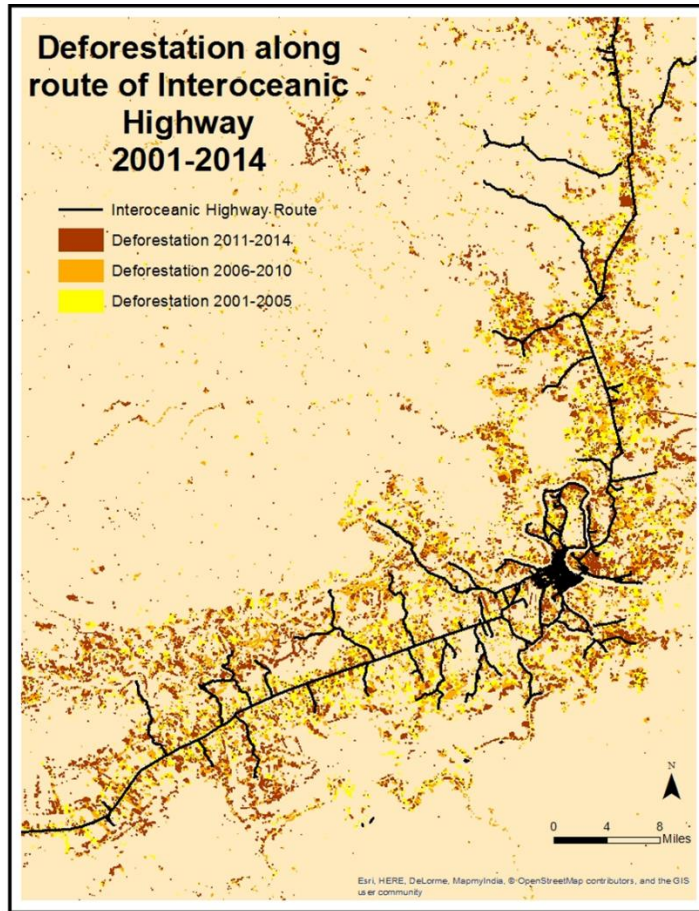 Deforestation along
route of Interoceanic
Highway
2001-2014
Interoceanic Highway Route
Deforestation 2011-2014
Deforestation 2006-2010
Deforestation 2001-2005
N
0 4 8
Miles
Esri, HERE, DeLorme, MapmyIndia, © OpenStreetMap contributors, and the GIS
user community